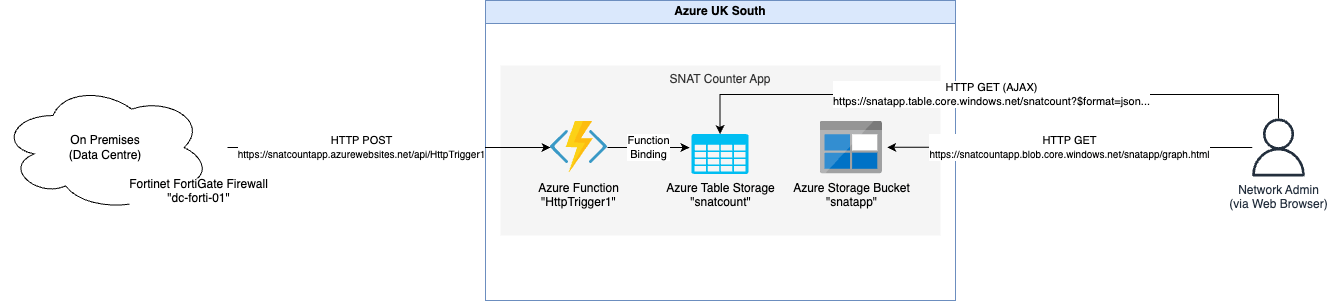 Azure UK South
SNAT Counter App
HTTP GET (AJAX)
https://snatapp.table.core.windows.net/snatcount?$format=json...
On Premises
(Data Centre)
HTTP POST
https://snatcountapp.azurewebsites.net/api/HttpTrigger1
Function
Binding
HTTP GET
https://snatcountapp.blob.core.windows.net/snatapp/graph.html
Fortinet FortiGate Firewall
"dc-forti-01"
Azure Function
"HttpTrigger1"
Azure Table Storage
"snatcount"
Azure Storage Bucket
"snatapp"
Network Admin
(via Web Browser)